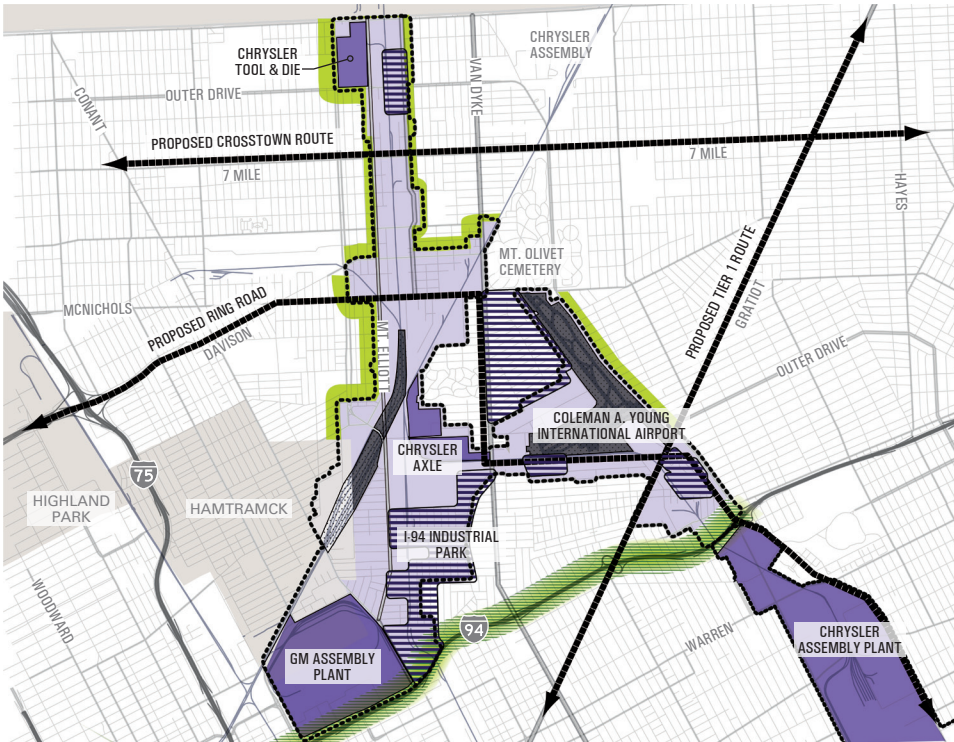 CHRYSLER
TOOL & DIE
CHRYSLER
ASSEMBLY
VAN DYKE
CONANT
OUTER DRIVE
PROPOSED CROSSTOWN ROUTE
7 MILE
7 MILE
HAYES
MT. OLIVET
CEMETERY
PROPOSED TIER 1 ROUTE
GRATIOT
MCNICHOLS
PROPOSED RING ROAD
DAVISON
MT. ELLIOTT
OUTER DRIVE
COLEMAN A. YOUNG
INTERNATIONAL AIRPORT
CHRYSLER
AXLE
75
HIGHLAND
PARK
HAMTRAMCK
I-94 INDUSTRIAL
PARK
WOODWARD
94
WARREN
CHRYSLER
ASSEMBLY PLANT
GM ASSEMBLY
PLANT